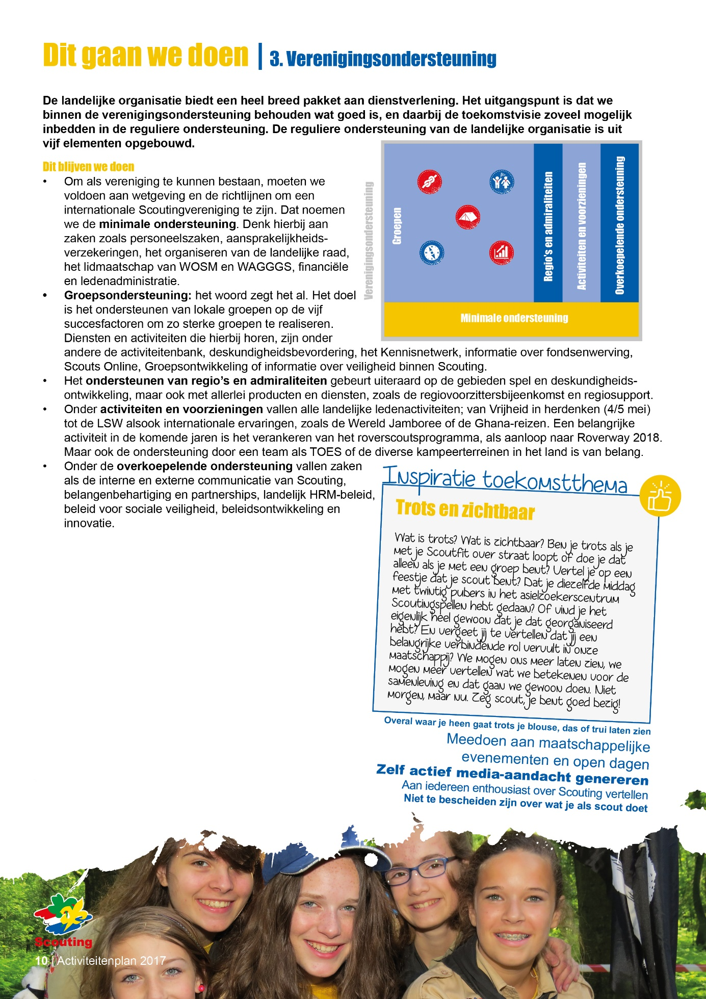 Dit gaan we doen | 3. Verenigingsondersteuning
De landelijke organisatie biedt een heel breed pakket aan dienstverlening. Het uitgangspunt is dat we
binnen de verenigingsondersteuning behouden wat goed is, en daarbij de toekomstvisie zoveel mogelijk
inbedden in de reguliere ondersteuning. De reguliere ondersteuning van de landelijke organisatie is uit
vijf elementen opgebouwd.
Dit blijven we doen
• Om als vereniging te kunnen bestaan, moeten we
voldoen aan wetgeving en de richtlijnen om een
internationale Scoutingvereniging te zijn. Dat noemen
we de minimale ondersteuning. Denk hierbij aan
zaken zoals personeelszaken, aansprakelijkheids-
verzekeringen, het organiseren van de landelijke raad,
het lidmaatschap van WOSM en WAGGGS, financiële
en ledenadministratie.
• Groepsondersteuning: het woord zegt het al. Het doel
is het ondersteunen van lokale groepen op de vijf
succesfactoren om zo sterke groepen te realiseren.
Diensten en activiteiten die hierbij horen, zijn onder
andere de activiteitenbank, deskundigheidsbevordering, het Kennisnetwerk, informatie over fondsenwerving,
Scouts Online, Groepsontwikkeling of informatie over veiligheid binnen Scouting.
• Het ondersteunen van regio's en admiraliteiten gebeurt uiteraard op de gebieden spel en deskundigheids-
ontwikkeling, maar ook met allerlei producten en diensten, zoals de regiovoorzittersbijeenkomst en regiosupport.
• Onder activiteiten en voorzieningen vallen alle landelijke ledenactiviteiten; van Vrijheid in herdenken (4/5 mei)
tot de LSW alsook internationale ervaringen, zoals de Wereld Jamboree of de Ghana-reizen. Een belangrijke
activiteit in de komende jaren is het verankeren van het roverscoutsprogramma, als aanloop naar Roverway 2018.
Maar ook de ondersteuning door een team als TOES of de diverse kampeerterreinen in het land is van belang.
• Onder de overkoepelende ondersteuning vallen zaken
als de interne en externe communicatie van Scouting,
belangenbehartiging en partnerships, landelijk HRM-beleid,
beleid voor sociale veiligheid, beleidsontwikkeling en
innovatie.
Verenigingsondersteuning
Groepen
Regio's en admiraliteiten
Activiteiten en voorzieningen
Overkoepelende ondersteuning
Minimale ondersteuning
Inspiratie toekomstthema
Trots en zichtbaar
Wat is trots? Wat is zichtbaar? Ben je trots als je
met je Scoutfit over straat loopt of doe je dat
alleen als je met een groep bent? Vertel je op een
feestje dat je scout bent? Dat je diezelfde middag
met twintig pubers in het asielzoekerscentrum
Scoutingspellen hebt gedaan? Of vind je het
eigenlijk heel gewoon dat je dat georganiseerd
hebt? En vergeet jij te vertellen dat jij een
belangrijke verbindende rol vervult in onze
maatschappij? We mogen ons meer laten zien, we
mogen meer vertellen wat we betekenen voor de
samenleving en dat gaan we gewoon doen. Niet
morgen, maar nu. Zeg scout, je bent goed bezig!
Overal waar je heen gaat trots je blouse, das of trui laten zien
Meedoen aan maatschappelijke
evenementen en open dagen
Zelf actief media-aandacht genereren
Aan iedereen enthousiast over Scouting vertellen
Niet te bescheiden zijn over wat je als scout doet
Scouting
10 | Activiteitenplan 2017